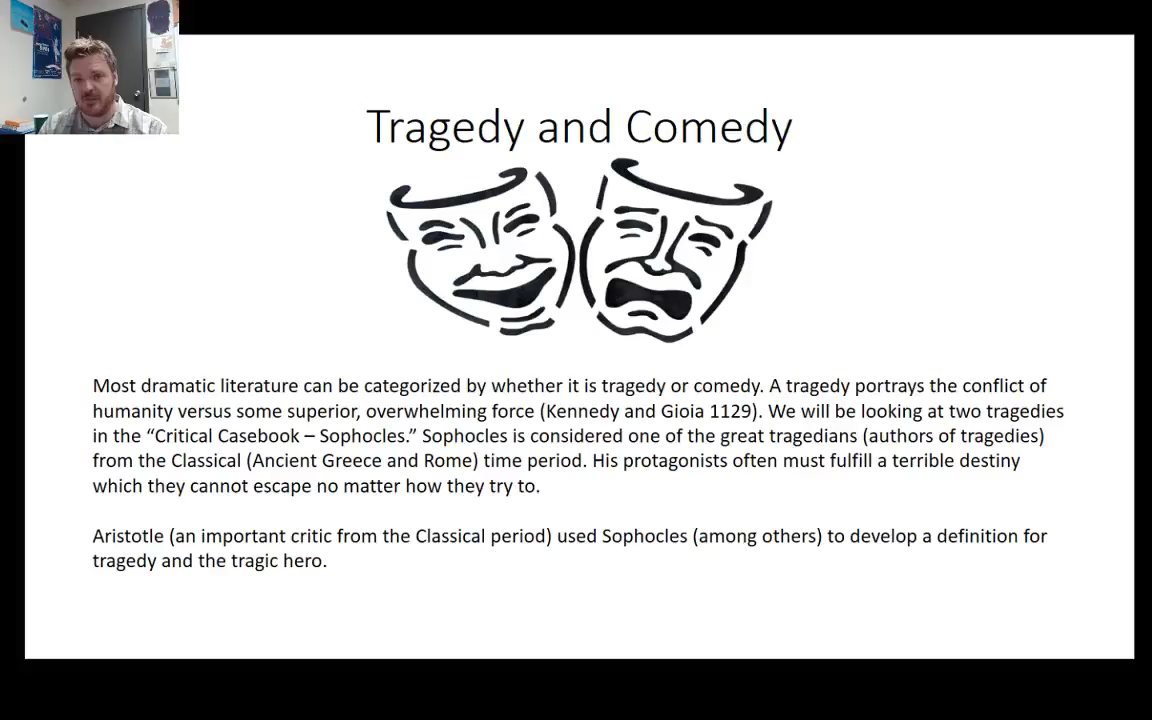 Tragedy and Comedy
Most dramatic literature can be categorized by whether it is tragedy or comedy. A tragedy portrays the conflict of
humanity versus some superior, overwhelming force (Kennedy and Gioia 1129). We will be looking at two tragedies
in the “Critical Casebook – Sophocles.” Sophocles is considered one of the great tragedians (authors of tragedies)
from the Classical (Ancient Greece and Rome) time period. His protagonists often must fulfill a terrible destiny
which they cannot escape no matter how they try to.
Aristotle (an important critic from the Classical period) used Sophocles (among others) to develop a definition for
tragedy and the tragic hero.